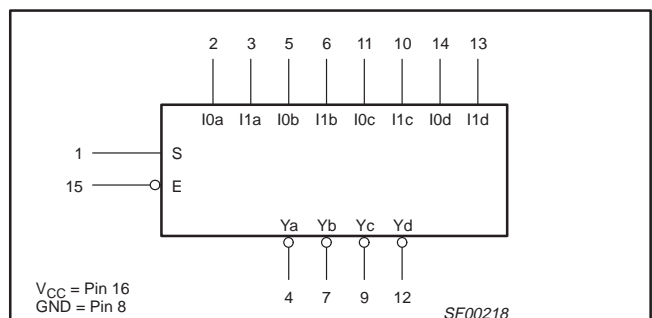 2 3 5 6 11 10 14 13
I0a I1a I0b I1b I0c I1c I0d I1d
1 S
15 E
Ya Yb Yc Yd
4 7 9 12
VCC = Pin 16
GND = Pin 8
SF00218